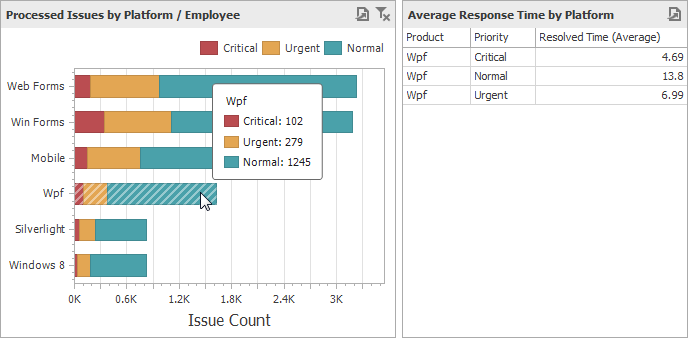 Processed Issues by Platform / Employee
Critical Urgent Normal
Web Forms
Win Forms
Mobile
Wpf
Silverlight
Windows 8
Wpf
Critical: 102
Urgent: 279
Normal: 1245
0K 0.6K 1.2K 1.8K 2.4K 3K
Issue Count
Average Response Time by Platform
Product Priority Resolved Time (Average)
Wpf Critical 4.69
Wpf Normal 13.8
Wpf Urgent 6.99